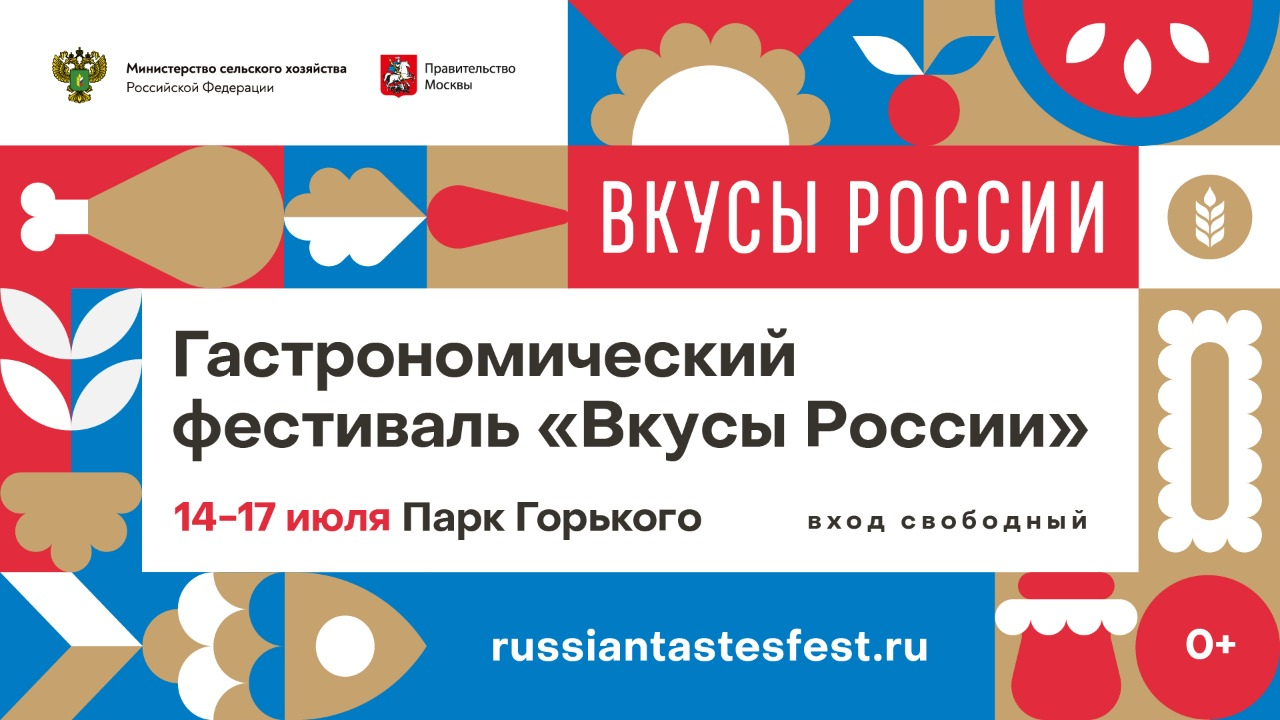 Министерство сельского хозяйства
Российской Федерации
Правительство
Москвы
ВКУСЫ РОССИИ
Гастрономический
фестиваль «Вкусы России»
14–17 июля Парк Горького
вход свободный
russiantastesfest.ru
0+